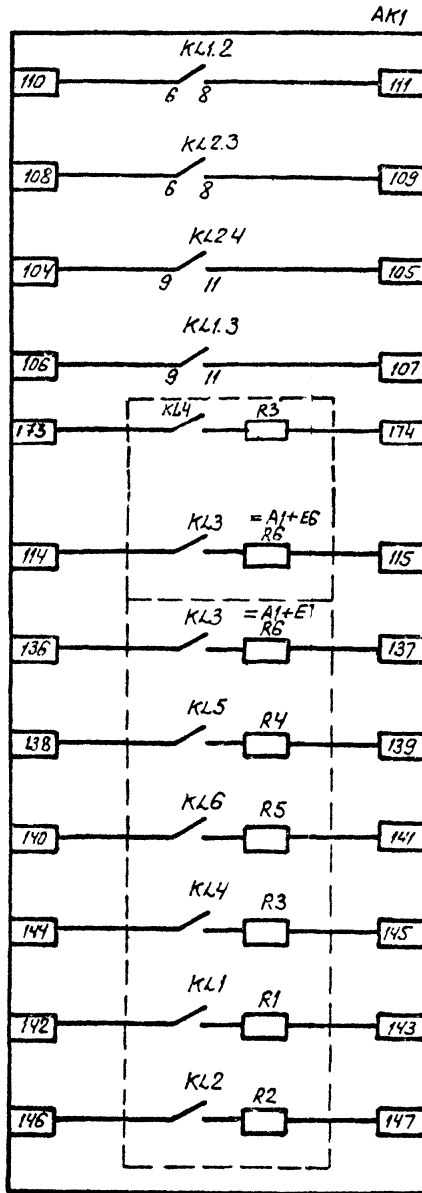 АК1
KL1.2
110 6 8 111
KL2.3
108 6 8 109
KL2.4
104 9 11 105
KL1.3
106 9 11 107
KL4 R3
173 174
= A1+E6
KL3 R6
114 115
= A1+E7
KL3 R6
136 137
KL5 R4
138 139
KL6 R5
140 141
KL4 R3
144 145
KL1 R1
142 143
KL2 R2
146 147